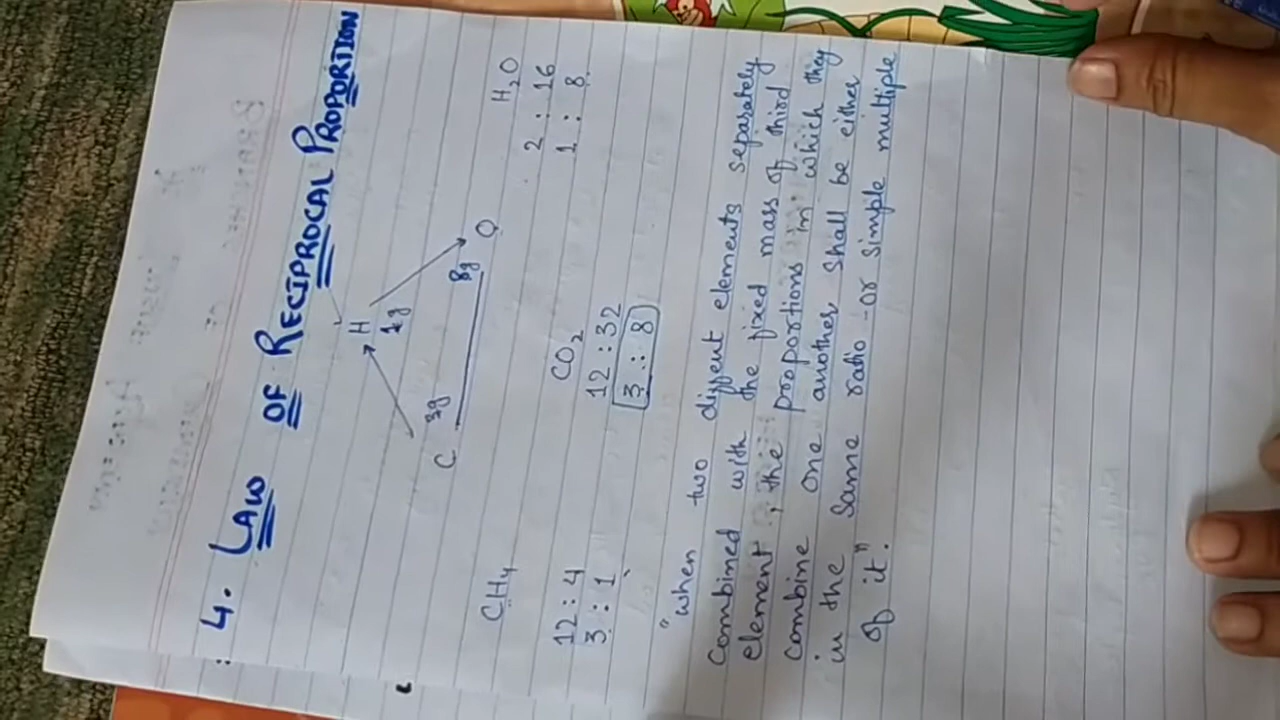 4. LAW OF RECIPROCAL PROPORTION
H
1g
C 3g 8g O
CH4 CO2 H2O
12 : 4 12 : 32 2 : 16
3 : 1 3 : 8 1 : 8
"when two diffent elements separately
combined with the fixed mass of third
element, the proportions in which they
combine one another shall be either
in the same ratio or simple multiple
of it".